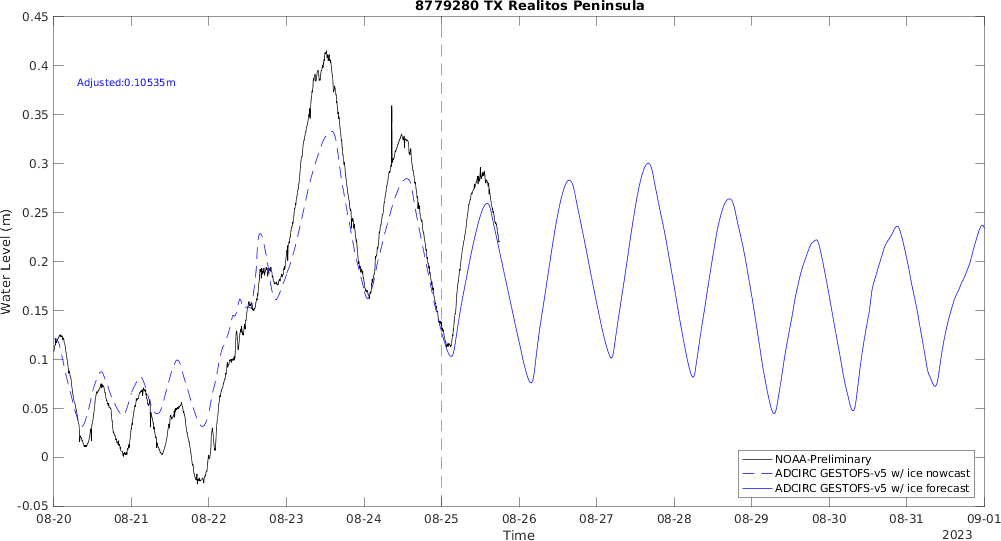 8779280 TX Realitos Peninsula
0.45
0.4
0.35
0.3
0.25
0.2
0.15
0.1
0.05
0
-0.05
Water Level (m)
Adjusted:0.10535m
NOAA-Preliminary
ADCIRC GESTOFS-v5 w/ ice nowcast
ADCIRC GESTOFS-v5 w/ ice forecast
08-20 08-21 08-22 08-23 08-24 08-25 08-26 08-27 08-28 08-29 08-30 08-31 09-01
Time
2023